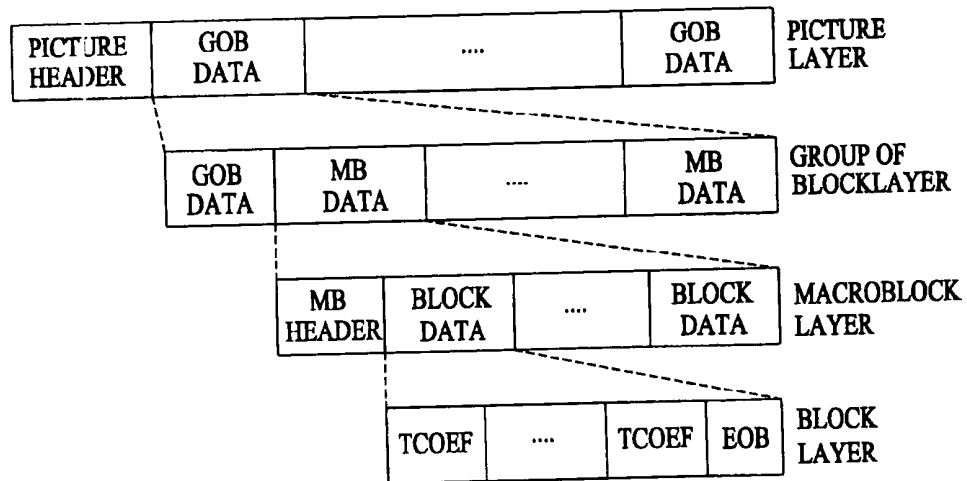 PICTURE
HEADER
GOB
DATA
....
GOB
DATA
PICTURE
LAYER
GOB
DATA
MB
DATA
....
MB
DATA
GROUP OF
BLOCKLAYER
MB
HEADER
BLOCK
DATA
....
BLOCK
DATA
MACROBLOCK
LAYER
TCOEF
....
TCOEF
EOB
BLOCK
LAYER